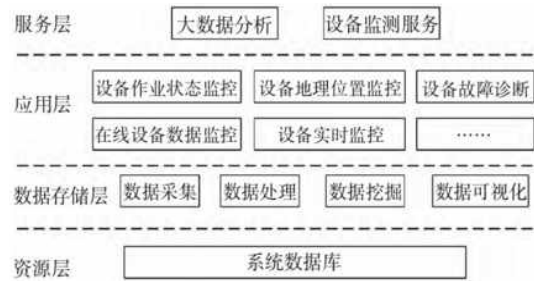 服务层 大数据分析 设备监测服务
设备作业状态监控 设备地理位置监控 设备故障诊断
应用层
在线设备数据监控 设备实时监控 ……
数据存储层 数据采集 数据处理 数据挖掘 数据可视化
资源层 系统数据库